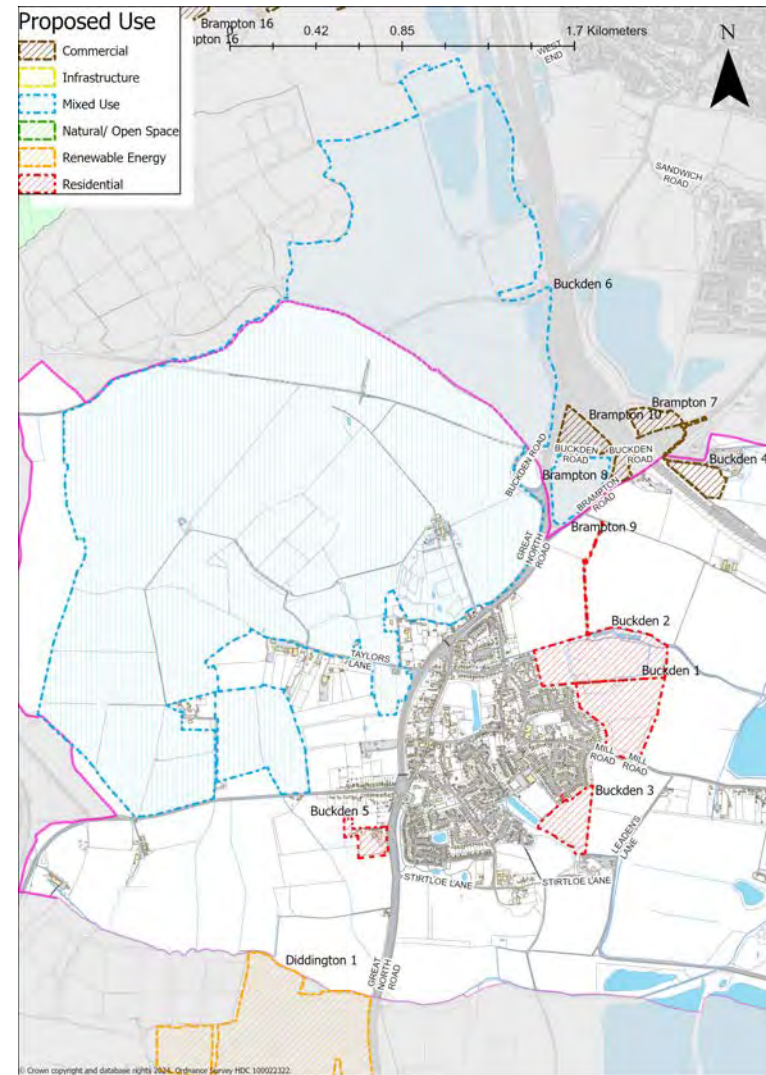 Proposed Use
Commercial
Infrastructure
Mixed Use
Natural/ Open Space
Renewable Energy
Residential
Brampton 16
mpton 16
0
0.42
0.85
1.7 Kilometers
N
WEST
END
SANDWICH
ROAD
Buckden 6
Brampton 7
Brampton 10
BUCKDEN
ROAD
BUCKDEN
ROAD
Buckden 4
BUCKDEN ROAD
Brampton 8
BRAMPTON
ROAD
Brampton 9
GREAT
NORTH
ROAD
Buckden 2
TAYLORS
LANE
Buckden 1
MILL
ROAD
MILL
ROAD
Buckden 3
Buckden 5
LEADEN'S
LANE
STIRTLOE LANE
STIRTLOE LANE
Diddington 1
GREAT
NORTH
ROAD
© Crown copyright and database rights 2024. Ordnance Survey HDC 100022322.